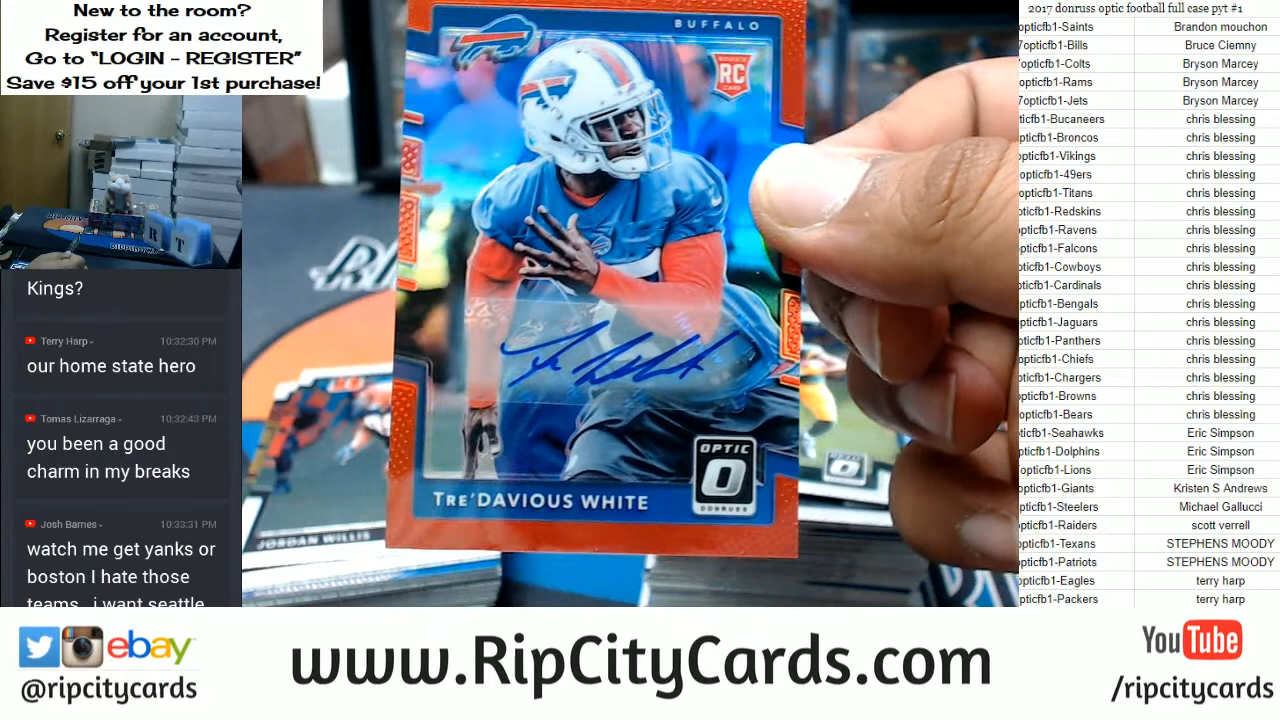 New to the room?
Register for an account,
Go to “LOGIN - REGISTER”
Save $15 off your 1st purchase!
Kings?
Terry Harp 10:32:30 PM
our home state hero
Tomas Lizarraga 10:32:43 PM
you been a good
charm in my breaks
Josh Barnes 10:33:31 PM
watch me get yanks or
boston I hate those
teams.. i want seattle
BUFFALO
RC
OPTIC
O
DONRUSS
TRE'DAVIOUS WHITE
JORDAN WILLIS
2017 donruss optic football full case pyt #1
opticfb1-Saints Brandon mouchon
7opticfb1-Bills Bruce Ciemny
opticfb1-Colts Bryson Marcey
opticfb1-Rams Bryson Marcey
7opticfb1-Jets Bryson Marcey
opticfb1-Bucaneers chris blessing
opticfb1-Broncos chris blessing
opticfb1-Vikings chris blessing
opticfb1-49ers chris blessing
opticfb1-Titans chris blessing
opticfb1-Redskins chris blessing
opticfb1-Ravens chris blessing
opticfb1-Falcons chris blessing
opticfb1-Cowboys chris blessing
opticfb1-Cardinals chris blessing
opticfb1-Bengals chris blessing
opticfb1-Jaguars chris blessing
opticfb1-Panthers chris blessing
opticfb1-Chiefs chris blessing
opticfb1-Chargers chris blessing
opticfb1-Browns chris blessing
opticfb1-Bears chris blessing
opticfb1-Seahawks Eric Simpson
opticfb1-Dolphins Eric Simpson
7opticfb1-Lions Eric Simpson
opticfb1-Giants Kristen S Andrews
opticfb1-Steelers Michael Gallucci
opticfb1-Raiders scott verrell
opticfb1-Texans STEPHENS MOODY
opticfb1-Patriots STEPHENS MOODY
opticfb1-Eagles terry harp
opticfb1-Packers terry harp
ebay
@ripcitycards
www.RipCityCards.com
YouTube
/ripcitycards